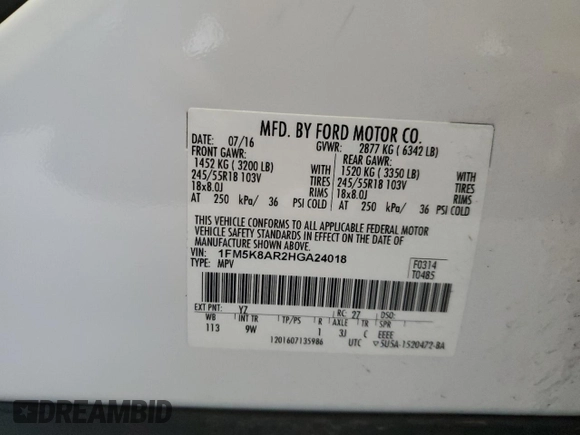 MFD. BY FORD MOTOR CO.
DATE: 07/16 GVWR: 2877 KG ( 6342 LB)
FRONT GAWR: REAR GAWR:
1452 KG ( 3200 LB) WITH 1520 KG ( 3350 LB) WITH
245/55R18 103V TIRES 245/55R18 103V TIRES
18x8.0J RIMS 18x8.0J RIMS
AT 250 kPa/ 36 PSI COLD AT 250 kPa/ 36 PSI COLD
THIS VEHICLE CONFORMS TO ALL APPLICABLE FEDERAL MOTOR
VEHICLE SAFETY STANDARDS IN EFFECT ON THE DATE OF
MANUFACTURE SHOWN ABOVE.
VIN: 1FM5K8AR2HGA24018 F0314
TYPE: MPV T0485
EXT PNT: YZ RC: 27 DSO:
WB INT TR TP/PS R AXLE TR SPR
113 9W 1 3J C EEEE
1201607135986 UTC ▽5USA-1520472-BA
DREAMBID